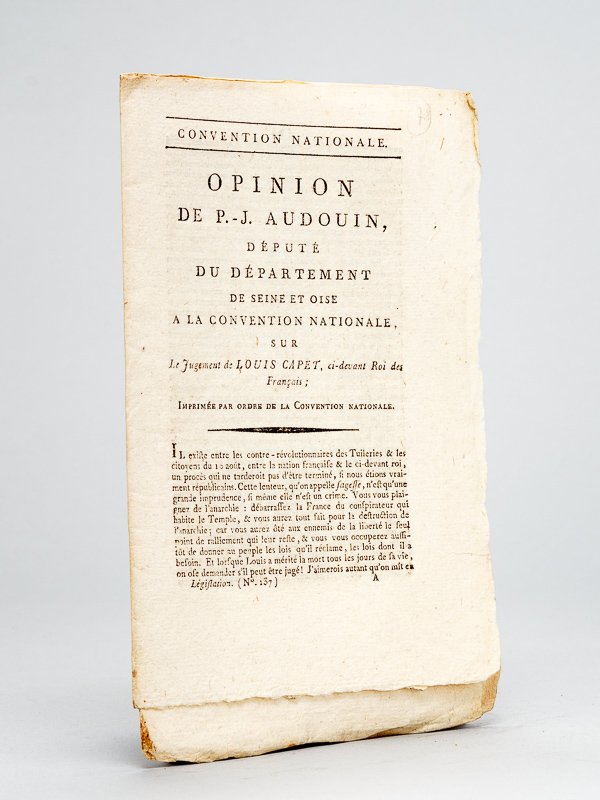 CONVENTION NATIONALE.
OPINION
DE P.-J. AUDOUIN,
DÉPUTÉ
DU DÉPARTEMENT
DE SEINE ET OISE
A LA CONVENTION NATIONALE,
SUR
Le Jugement de LOUIS CAPET, ci-devant Roi des
Français;
IMPRIMÉE PAR ORDRE DE LA CONVENTION NATIONALE.
IL exiſte entre les contre-révolutionnaires des Tuileries & les
citoyens du 10 août, entre la nation françaiſe & le ci-devant roi,
un procès qui ne tarderoit pas d'être terminé, ſi nous étions vrai-
ment républicains. Cette lenteur, qu'on appelle ſageſſe, n'eſt qu'une
grande imprudence, ſi même elle n'eſt un crime. Vous vous plai-
gnez de l'anarchie : débarraſſez la France du conſpirateur qui
habite le Temple, & vous aurez tout fait pour la deſtruction de
l'anarchie; car vous aurez ôté aux ennemis de la liberté le ſeul
point de ralliement qui leur reſte, & vous vous occuperez auſſi-
tôt de donner au peuple les lois qu'il réclame, les lois dont il a
beſoin. Et lorſque Louis a mérité la mort tous les jours de ſa vie,
on oſe demander s'il peut être jugé! J'aimerois autant qu'on mît en
Légiſlation. (N°. 137) A